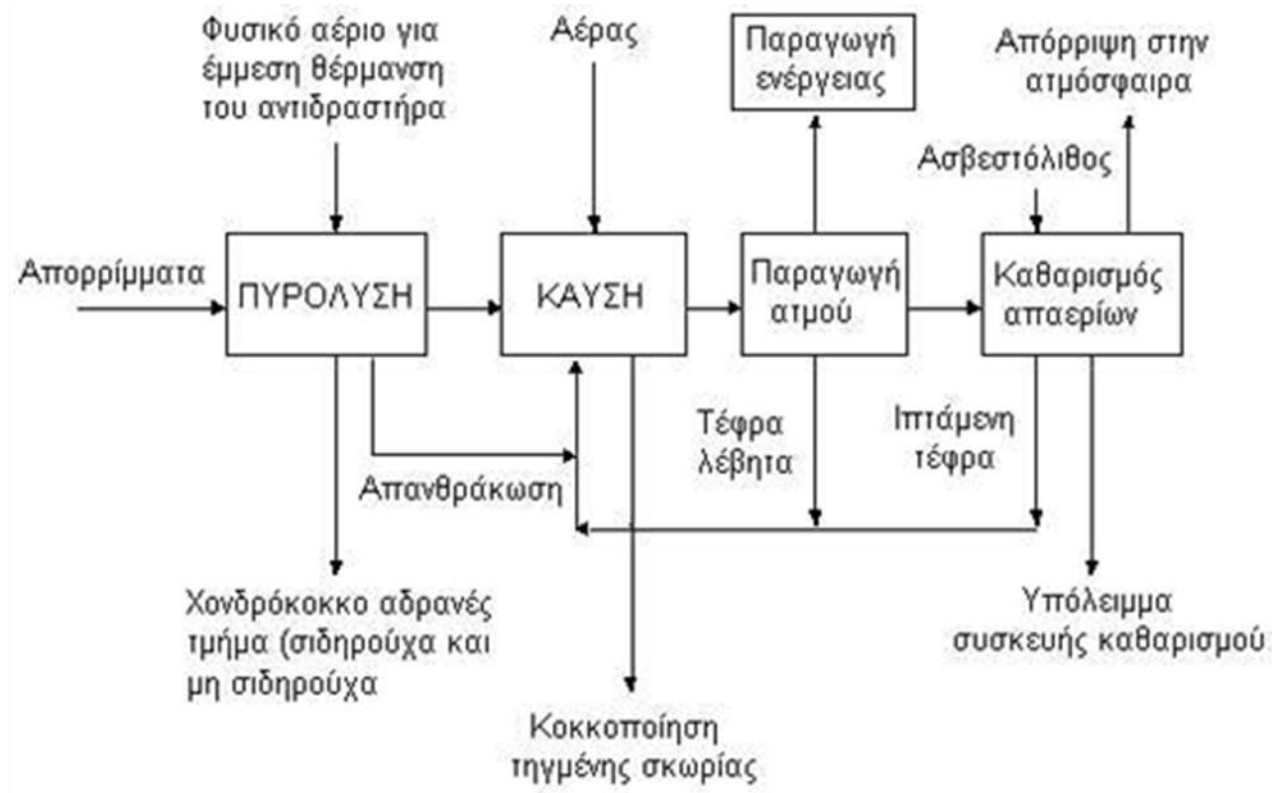 Φυσικό αέριο για
έμμεση θέρμανση
του αντιδραστήρα
Αέρας
Παραγωγή
ενέργειας
Απόρριψη στην
ατμόσφαιρα
Ασβεστόλιθος
Απορρίμματα
ΠΥΡΟΛΥΣΗ
ΚΑΥΣΗ
Παραγωγή
ατμού
Καθαρισμός
απαερίων
Τέφρα
λέβητα
Ιπτάμενη
τέφρα
Απανθράκωση
Χονδρόκοκκο αδρανές
τμήμα (σιδηρούχα και
μη σιδηρούχα
Υπόλειμμα
συσκευής καθαρισμού
Κοκκοποίηση
τηγμένης σκωρίας